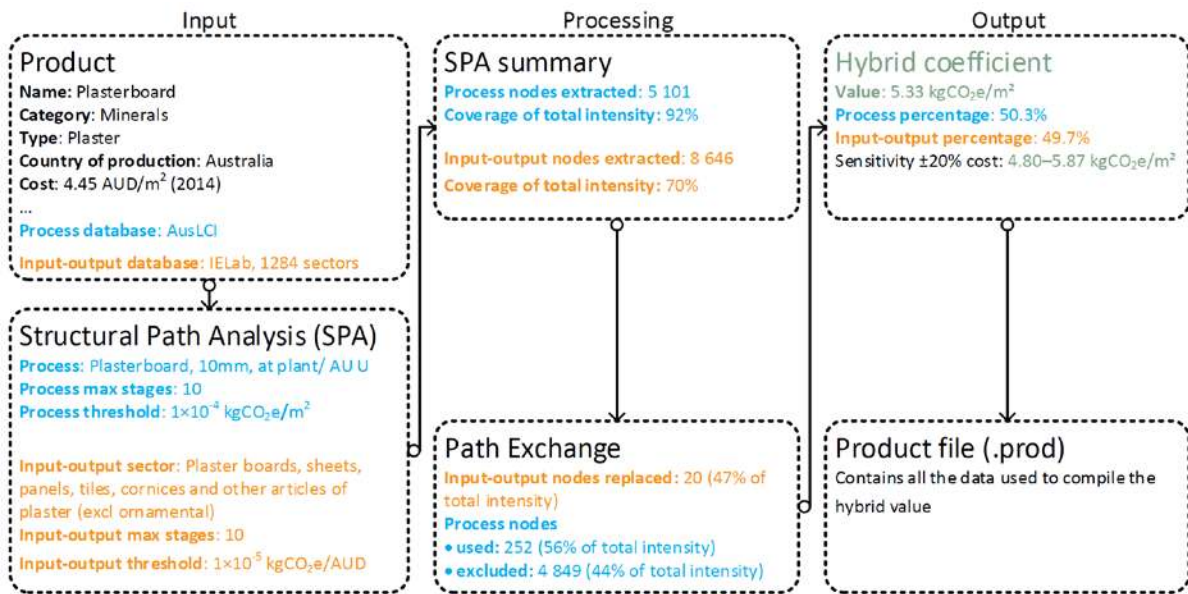 Input
Product
Name: Plasterboard
Category: Minerals
Type: Plaster
Country of production: Australia
Cost: 4.45 AUD/m² (2014)
...
Process database: AusLCI
Input-output database: IELab, 1284 sectors
Structural Path Analysis (SPA)
Process: Plasterboard, 10mm, at plant/ AU U
Process max stages: 10
Process threshold: 1×10⁻⁴ kgCO₂e/m²
Input-output sector: Plaster boards, sheets,
panels, tiles, cornices and other articles of
plaster (excl ornamental)
Input-output max stages: 10
Input-output threshold: 1×10⁻⁵ kgCO₂e/AUD
Processing
SPA summary
Process nodes extracted: 5 101
Coverage of total intensity: 92%
Input-output nodes extracted: 8 646
Coverage of total intensity: 70%
Path Exchange
Input-output nodes replaced: 20 (47% of
total intensity)
Process nodes
• used: 252 (56% of total intensity)
• excluded: 4 849 (44% of total intensity)
Output
Hybrid coefficient
Value: 5.33 kgCO₂e/m²
Process percentage: 50.3%
Input-output percentage: 49.7%
Sensitivity ±20% cost: 4.80–5.87 kgCO₂e/m²
Product file (.prod)
Contains all the data used to compile the
hybrid value